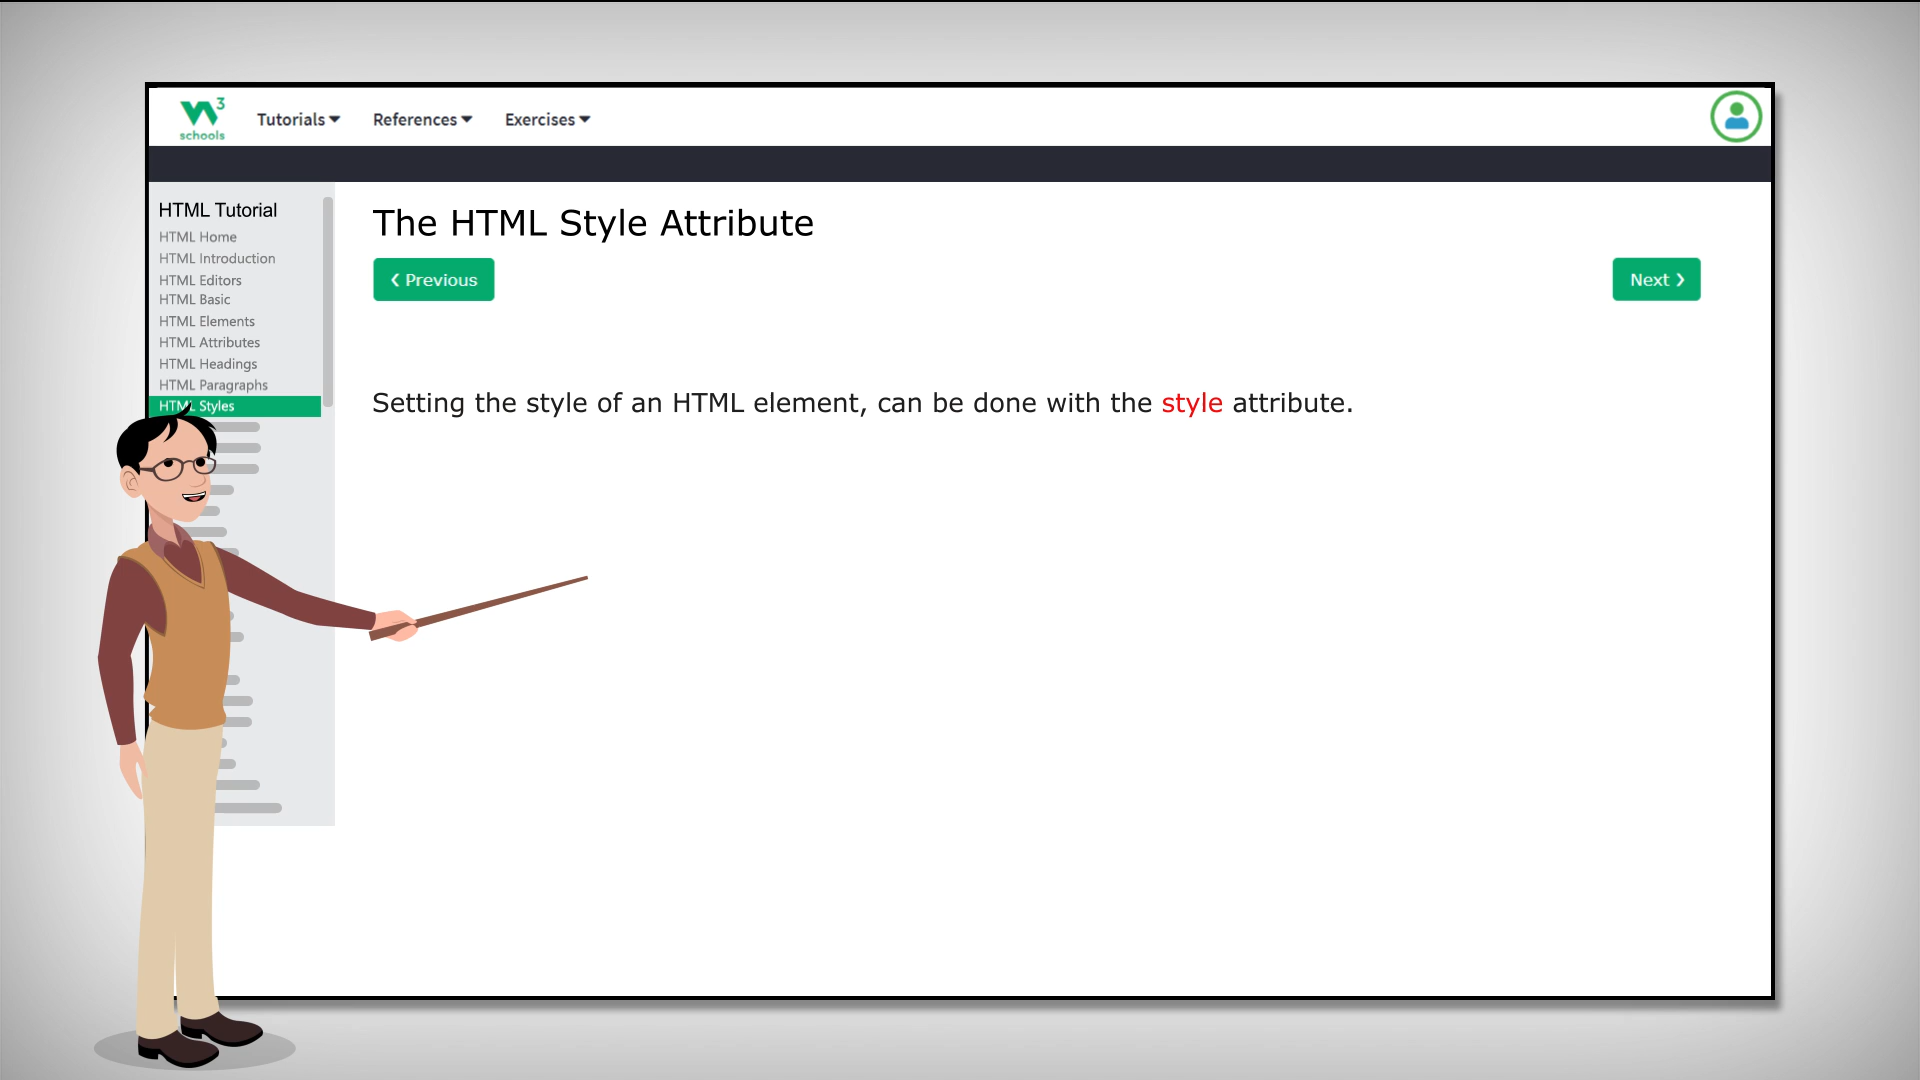 W3
schools
Tutorials
References
Exercises
HTML Tutorial
HTML Home
HTML Introduction
HTML Editors
HTML Basic
HTML Elements
HTML Attributes
HTML Headings
HTML Paragraphs
HTML Styles
The HTML Style Attribute
❮ Previous
Next ❯
Setting the style of an HTML element, can be done with the style attribute.